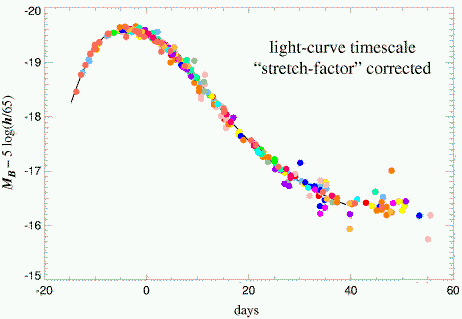 light-curve timescale
“stretch-factor” corrected
M_B – 5 log(h/65)
-20
-19
-18
-17
-16
-15
-20
0
20
40
60
days